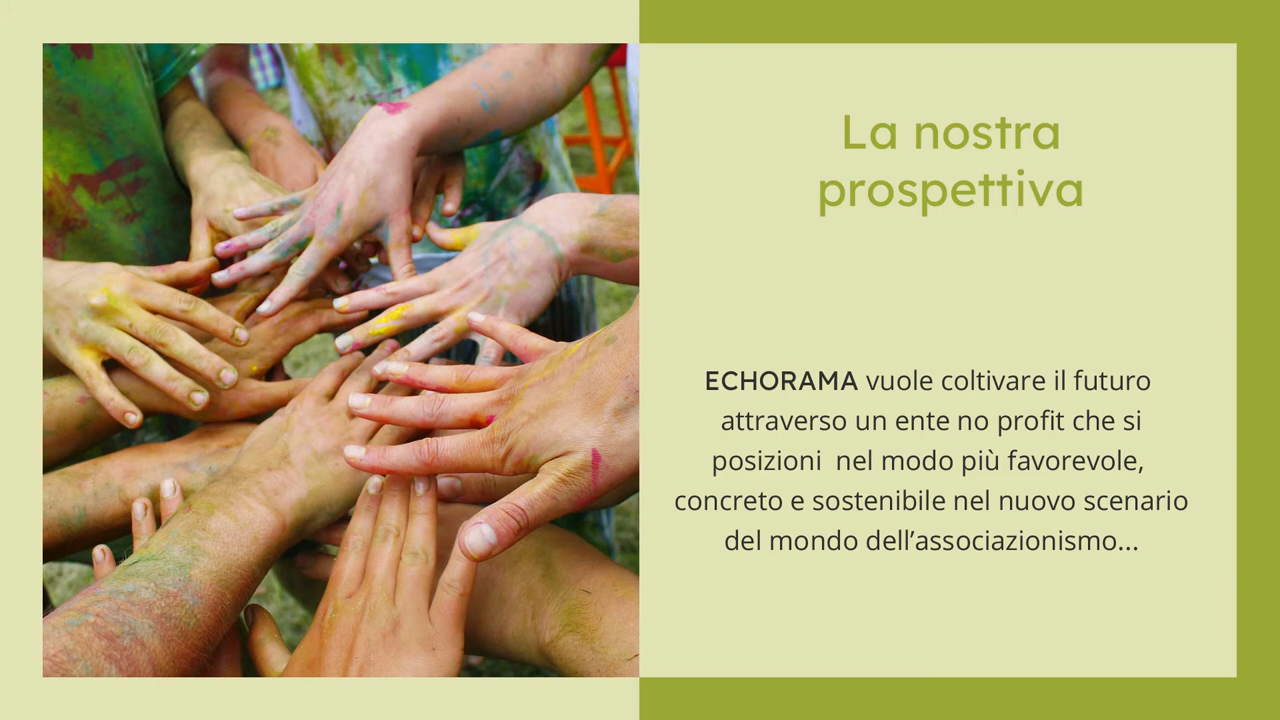 La nostra
prospettiva
ECHORAMA vuole coltivare il futuro
attraverso un ente no profit che si
posizioni  nel modo più favorevole,
concreto e sostenibile nel nuovo scenario
del mondo dell’associazionismo...